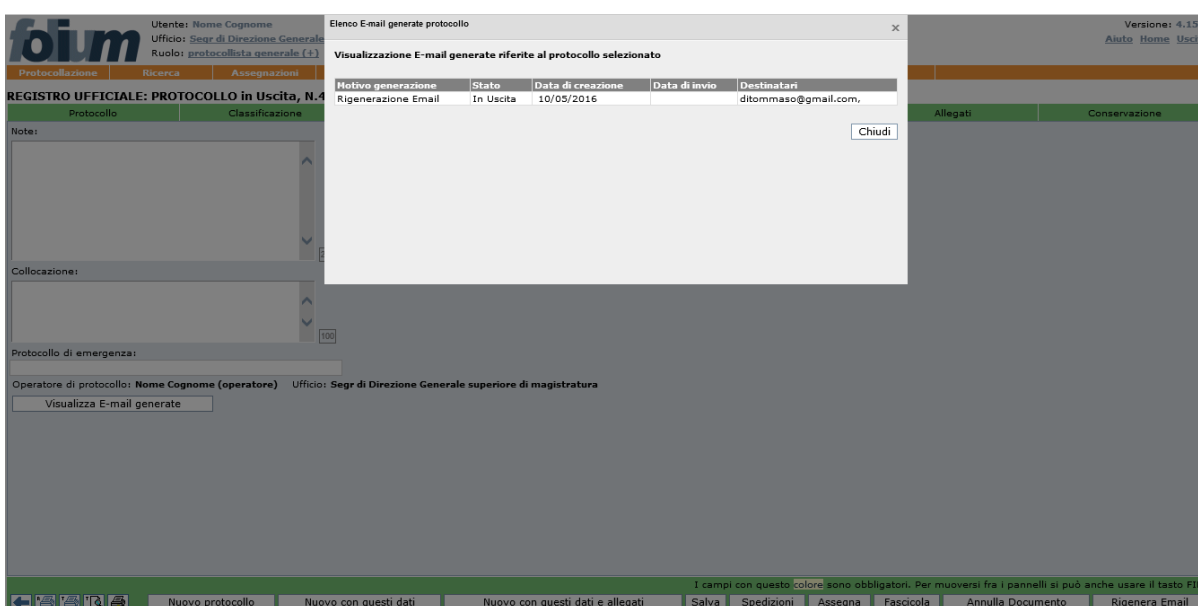 folium
Utente: Nome Cognome
Ufficio: Segr di Direzione Generale
Ruolo: protocollista generale (+)
Elenco E-mail generate protocollo
x
Versione: 4.15
Aiuto Home Usci
Visualizzazione E-mail generate riferite al protocollo selezionato
Protocollazione Ricerca Assegnazioni
Motivo generazione Stato Data di creazione Data di invio Destinatari
Rigenerazione Email In Uscita 10/05/2016 ditommaso@gmail.com,
REGISTRO UFFICIALE: PROTOCOLLO in Uscita, N.4
Protocollo Classificazione Allegati Conservazione
Chiudi
Note:
Collocazione:
100
Protocollo di emergenza:
Operatore di protocollo: Nome Cognome (operatore) Ufficio: Segr di Direzione Generale superiore di magistratura
Visualizza E-mail generate
I campi con questo colore sono obbligatori. Per muoversi fra i pannelli si può anche usare il tasto
Nuovo protocollo Nuovo con questi dati Nuovo con questi dati e allegati Salva Spedizioni Assegna Fascicola Annulla Documento Rigenera Email